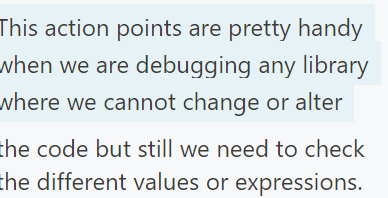 This action points are pretty handy
when we are debugging any library
where we cannot change or alter
the code but still we need to check
the different values or expressions.